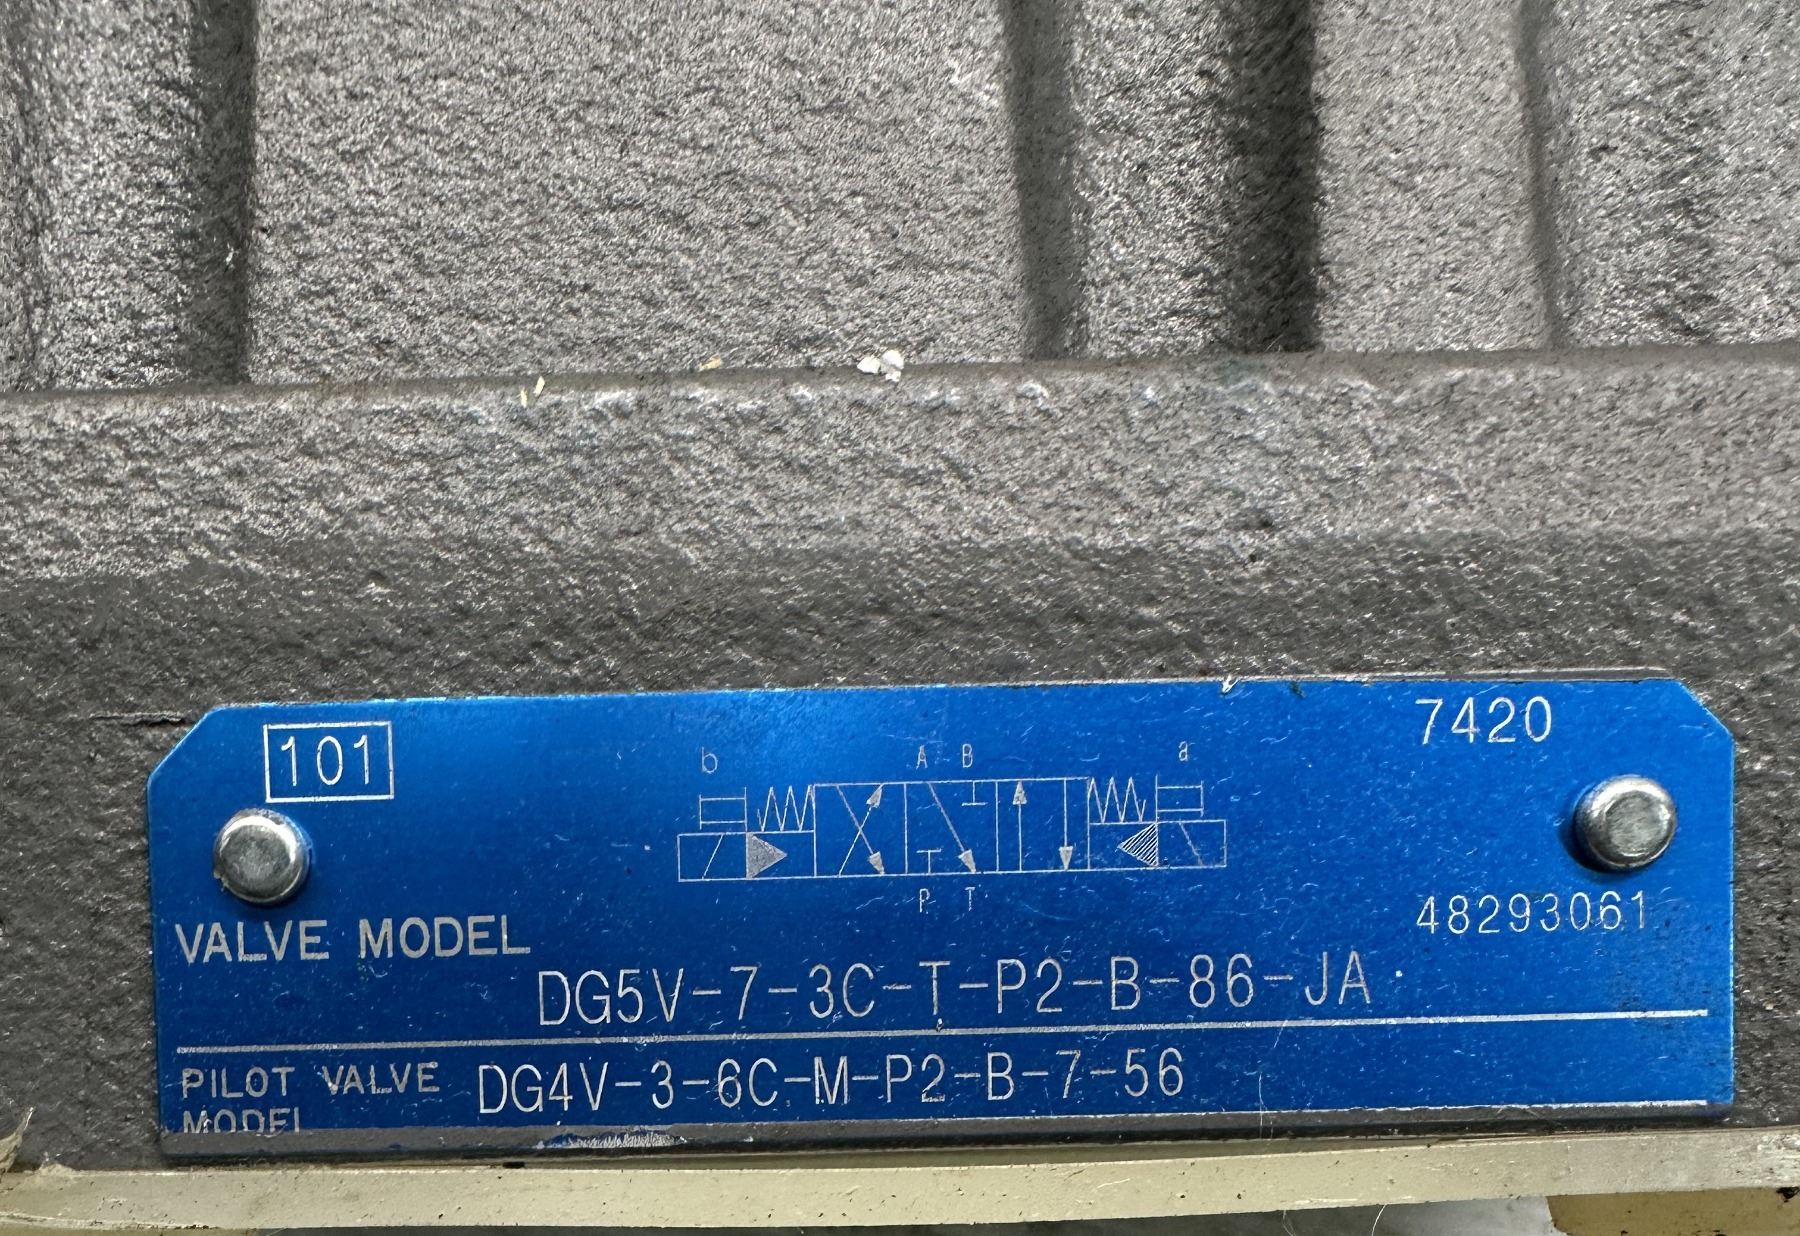 101
7420
b A B a
P T
48293061
VALVE MODEL
DG5V-7-3C-T-P2-B-86-JA
PILOT VALVE
MODEL
DG4V-3-6C-M-P2-B-7-56